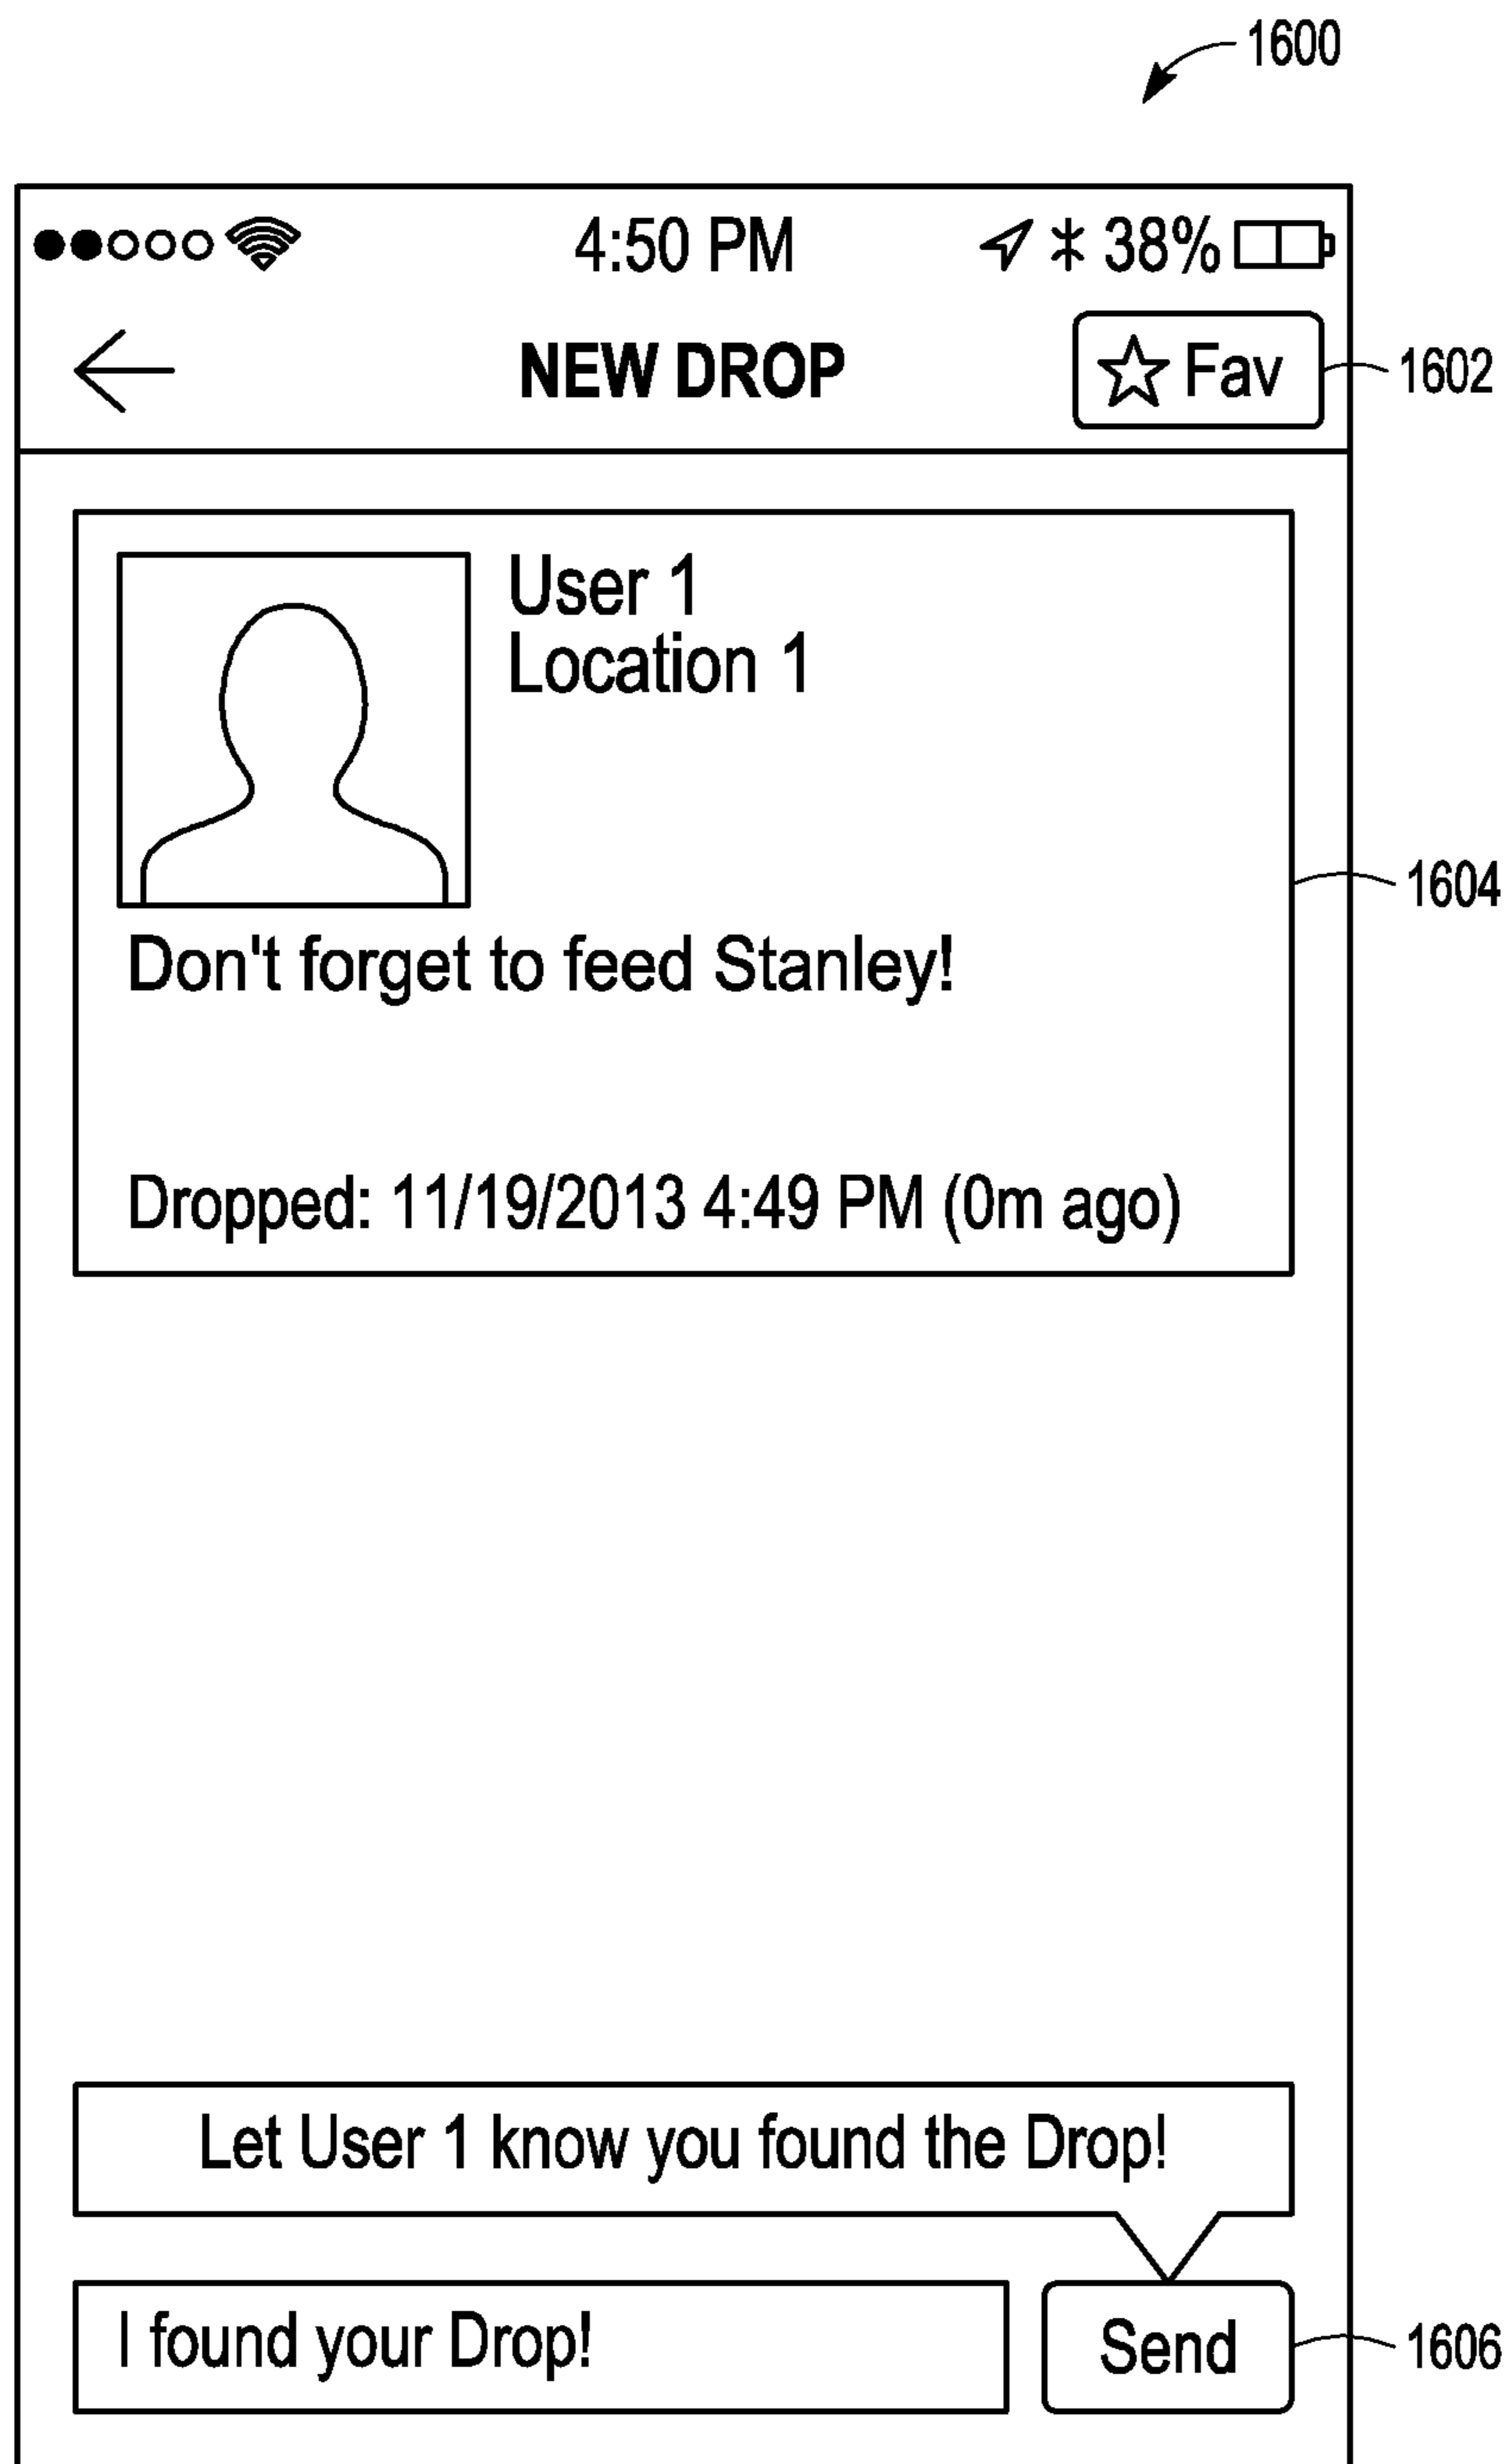 1600
4:50 PM 38%
NEW DROP Fav 1602
User 1
Location 1
1604
Don't forget to feed Stanley!
Dropped: 11/19/2013 4:49 PM (0m ago)
Let User 1 know you found the Drop!
I found your Drop! Send 1606